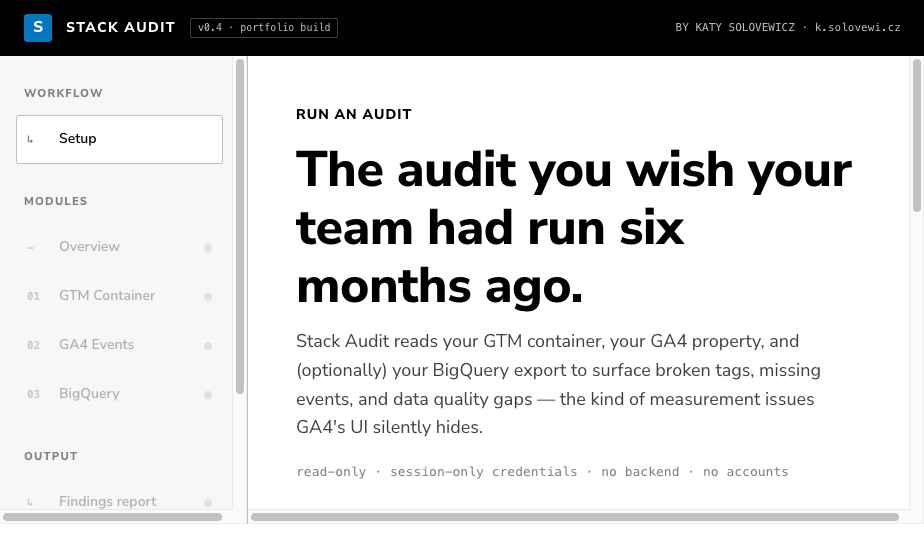 S STACK AUDIT v0.4 · portfolio build BY KATY SOLOVEWICZ · k.solovewi.cz
WORKFLOW
↳ Setup
MODULES
→ Overview
01 GTM Container
02 GA4 Events
03 BigQuery
OUTPUT
↳ Findings report
RUN AN AUDIT
The audit you wish your
team had run six
months ago.
Stack Audit reads your GTM container, your GA4 property, and
(optionally) your BigQuery export to surface broken tags, missing
events, and data quality gaps — the kind of measurement issues
GA4's UI silently hides.
read-only · session-only credentials · no backend · no accounts